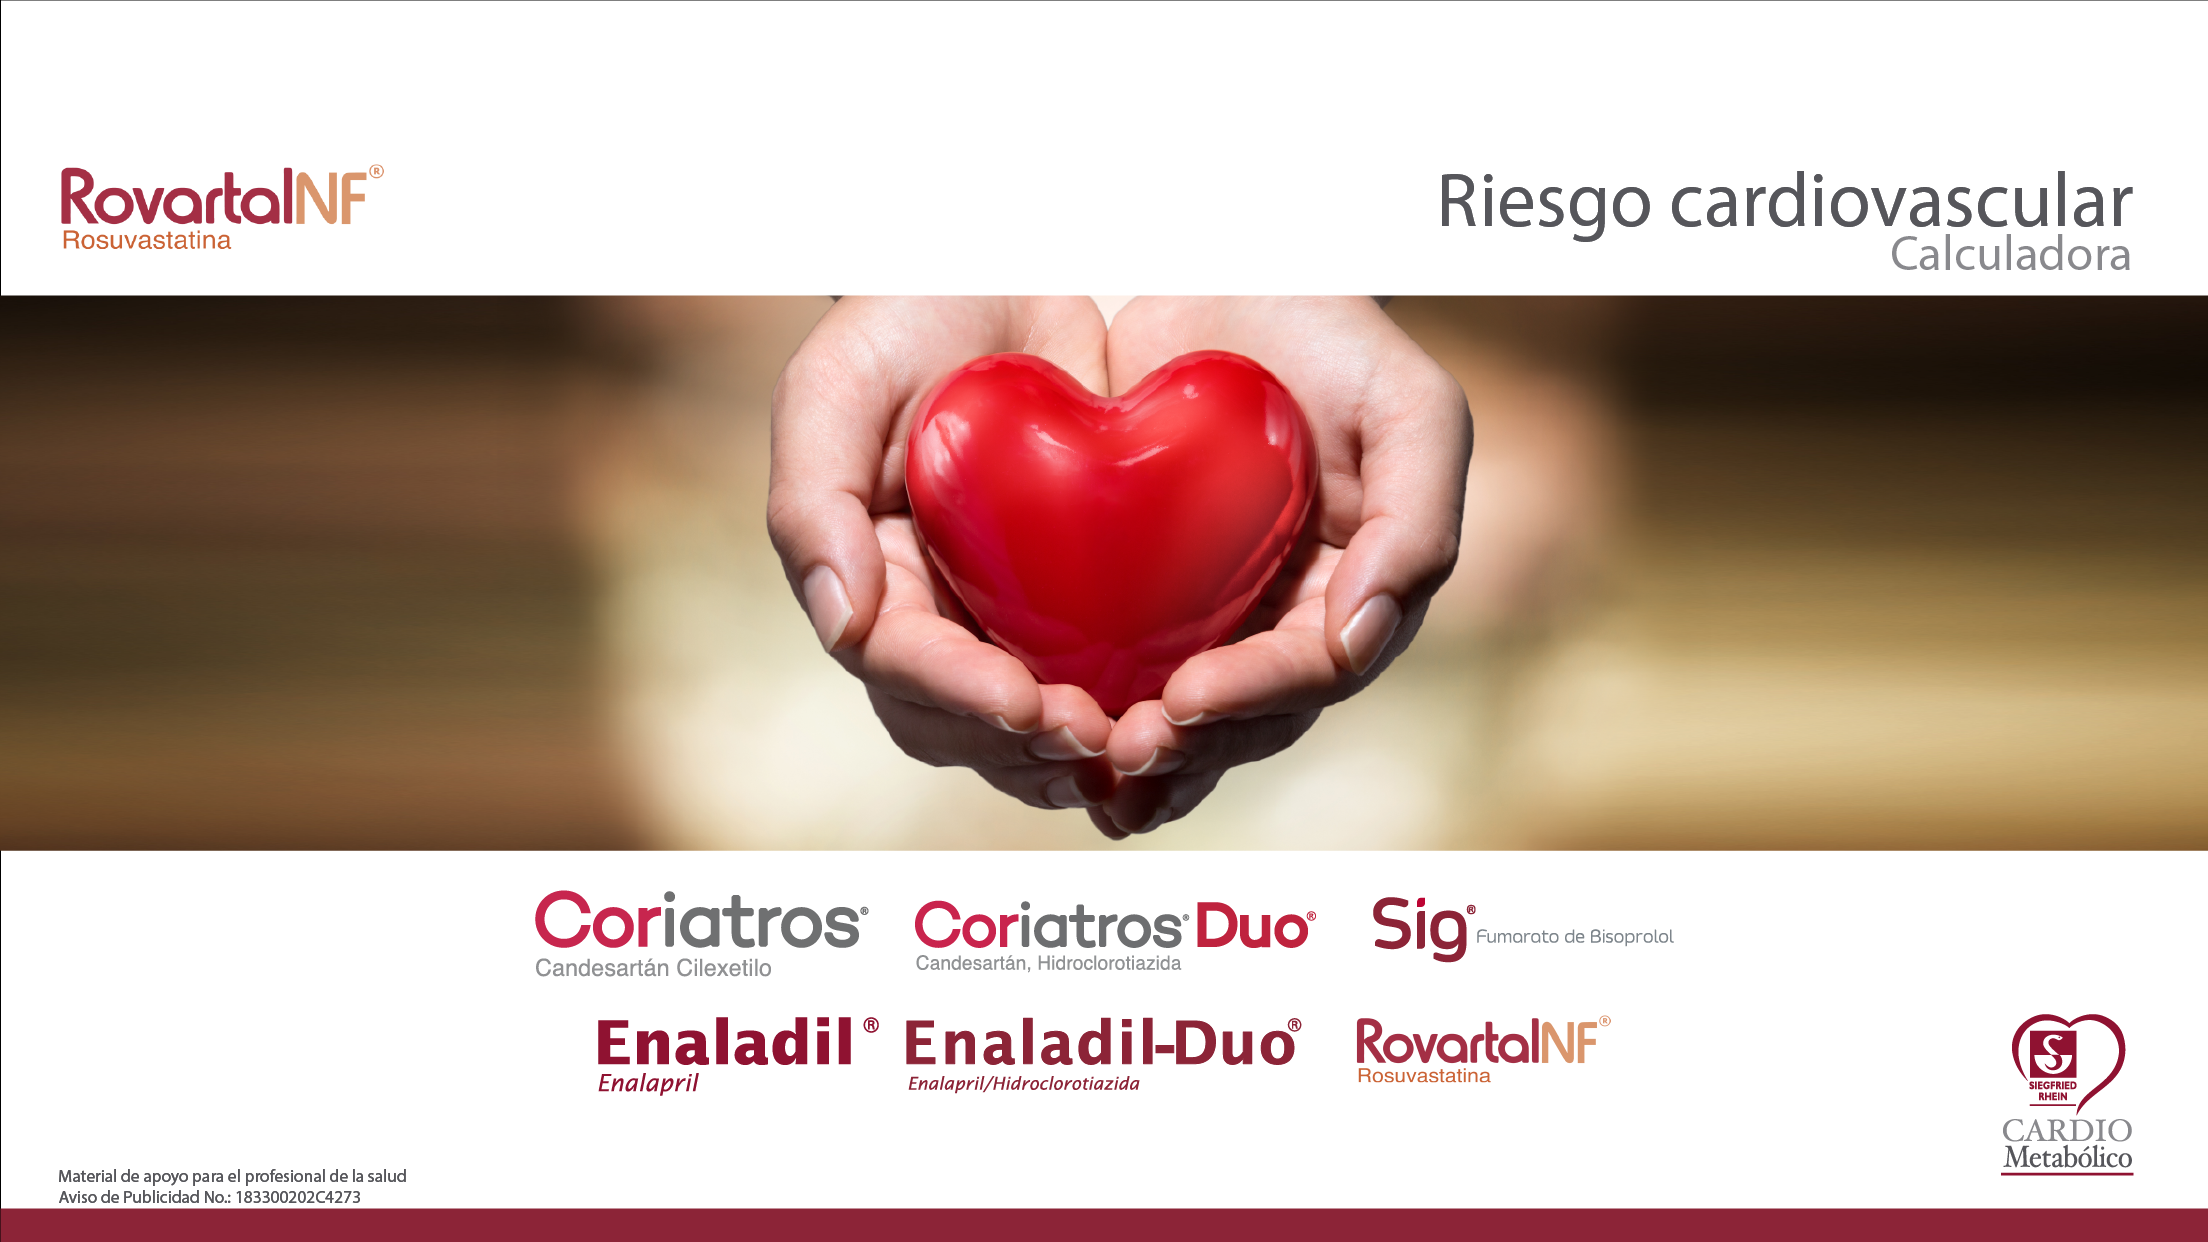 RovartalNF®
Rosuvastatina
Riesgo cardiovascular
Calculadora
Coriatros®
Candesartán Cilexetilo
Coriatros® Duo®
Candesartán, Hidroclorotiazida
Sig® Fumarato de Bisoprolol
Enaladil®
Enalapril
Enaladil-Duo®
Enalapril/Hidroclorotiazida
RovartalNF®
Rosuvastatina
S
SIEGFRIED
RHEIN
CARDIO
Metabólico
Material de apoyo para el profesional de la salud
Aviso de Publicidad No.: 183300202C4273